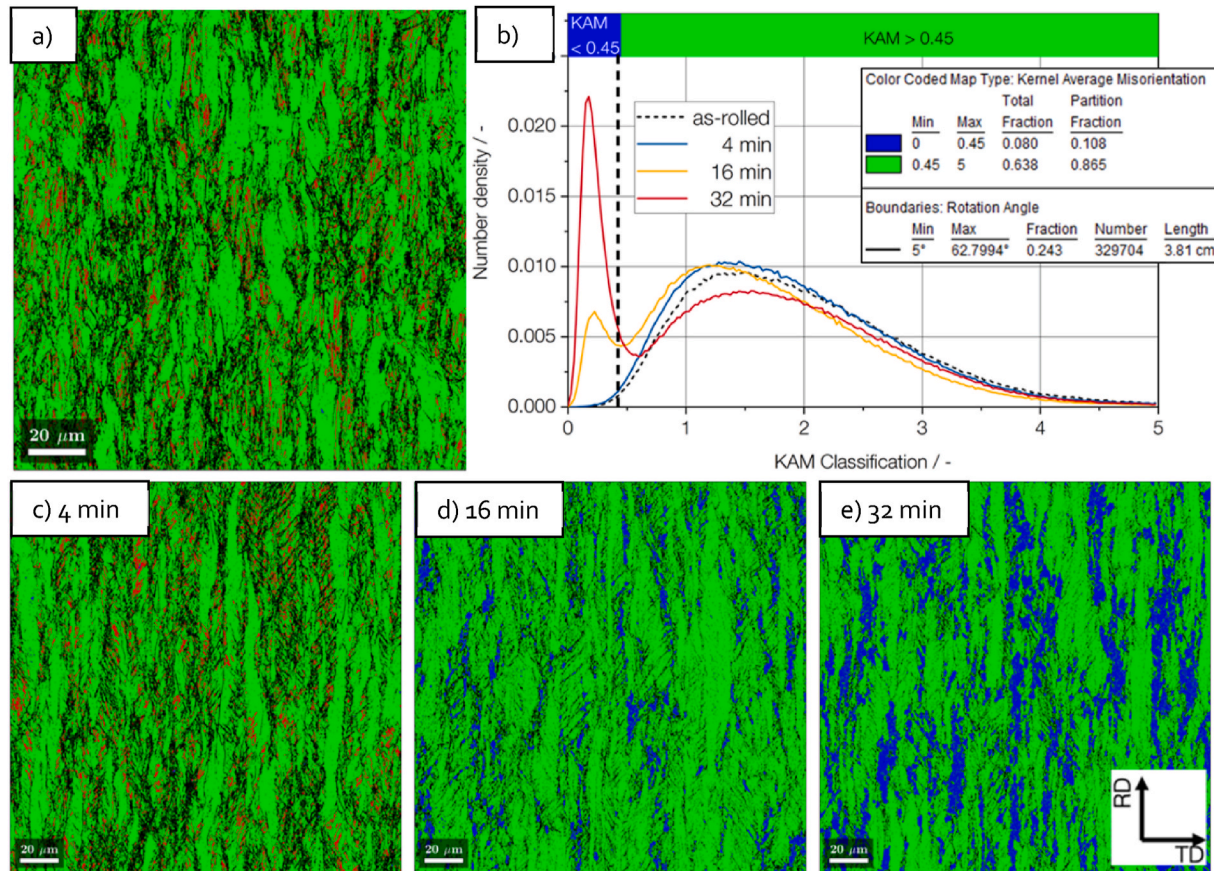 a)
20 µm
b)
KAM
< 0.45
KAM > 0.45
Number density / -
0.020
0.015
0.010
0.005
0.000
as-rolled
4 min
16 min
32 min
0 1 2 3 4 5
KAM Classification / -
Color Coded Map Type: Kernel Average Misorientation
Total Partition
Min Max Fraction Fraction
0 0.45 0.080 0.108
0.45 5 0.638 0.865
Boundaries: Rotation Angle
Min Max Fraction Number Length
5° 62.7994° 0.243 329704 3.81 cm
c) 4 min
20 µm
d) 16 min
20 µm
e) 32 min
20 µm
RD
TD